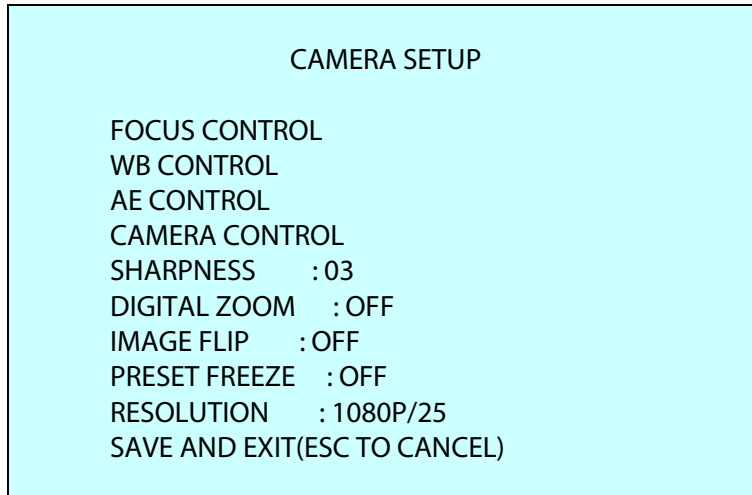 CAMERA SETUP
FOCUS CONTROL
WB CONTROL
AE CONTROL
CAMERA CONTROL
SHARPNESS : 03
DIGITAL ZOOM : OFF
IMAGE FLIP : OFF
PRESET FREEZE : OFF
RESOLUTION : 1080P/25
SAVE AND EXIT(ESC TO CANCEL)